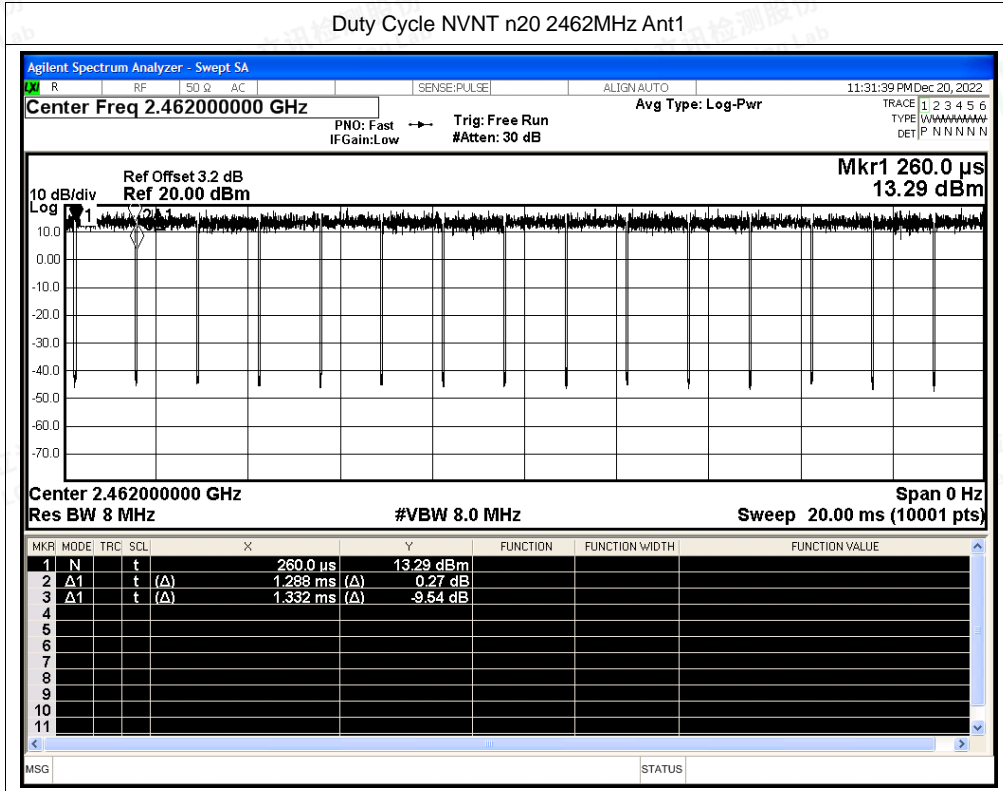 Duty Cycle NVNT n20 2462MHz Ant1
Agilent Spectrum Analyzer - Swept SA
LXI R RF 50 Ω AC SENSE:PULSE ALIGN AUTO 11:31:39 PM Dec 20, 2022
Center Freq 2.462000000 GHz Avg Type: Log-Pwr TRACE 1 2 3 4 5 6
PNO: Fast Trig: Free Run TYPE WWWWWW
IFGain:Low #Atten: 30 dB DET P N N N N N
Mkr1 260.0 µs
Ref Offset 3.2 dB
10 dB/div Ref 20.00 dBm 13.29 dBm
Log
1 2Δ1
10.0
0.00
-10.0
-20.0
-30.0
-40.0
-50.0
-60.0
-70.0
Center 2.462000000 GHz Span 0 Hz
Res BW 8 MHz #VBW 8.0 MHz Sweep 20.00 ms (10001 pts)
MKR MODE TRC SCL X Y FUNCTION FUNCTION WIDTH FUNCTION VALUE
1 N t 260.0 µs 13.29 dBm
2 Δ1 t (Δ) 1.288 ms (Δ) 0.27 dB
3 Δ1 t (Δ) 1.332 ms (Δ) -9.54 dB
4
5
6
7
8
9
10
11
MSG STATUS